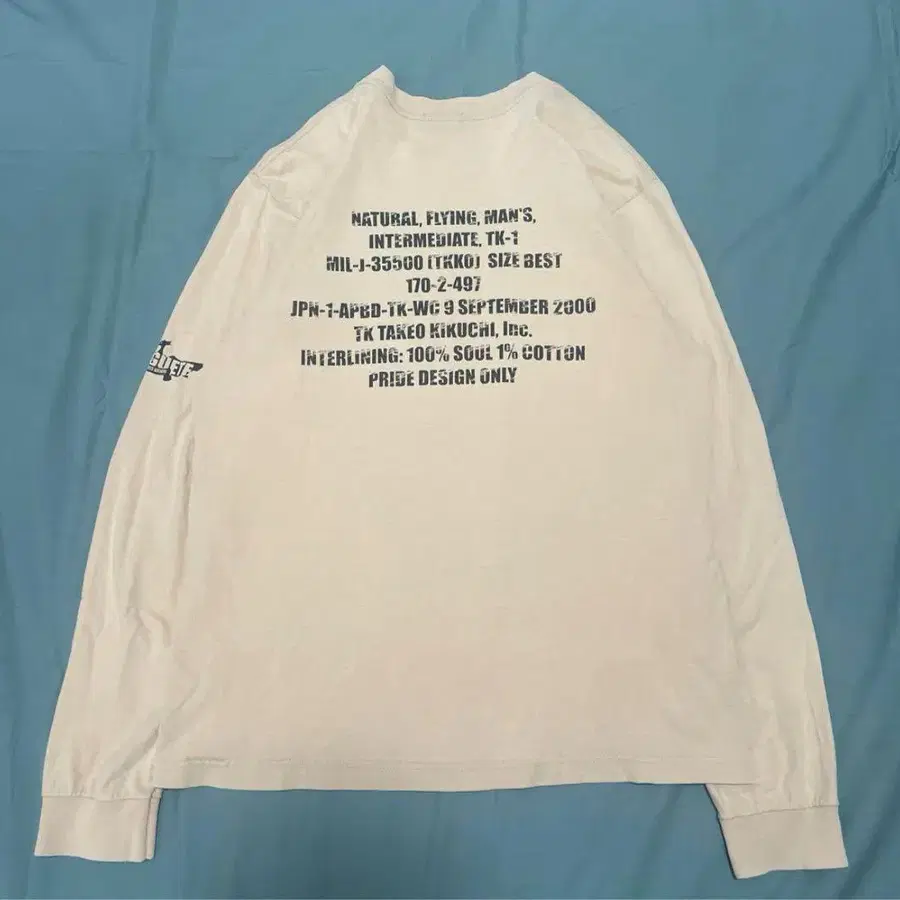 NATURAL, FLYING, MAN'S,
INTERMEDIATE, TK-1
MIL-J-35500 (TKKO) SIZE BEST
170-2-497
JPN-1-APBD-TK-WC 9 SEPTEMBER 2000
TK TAKEO KIKUCHI, Inc.
INTERLINING: 100% SOUL 1% COTTON
PRIDE DESIGN ONLY